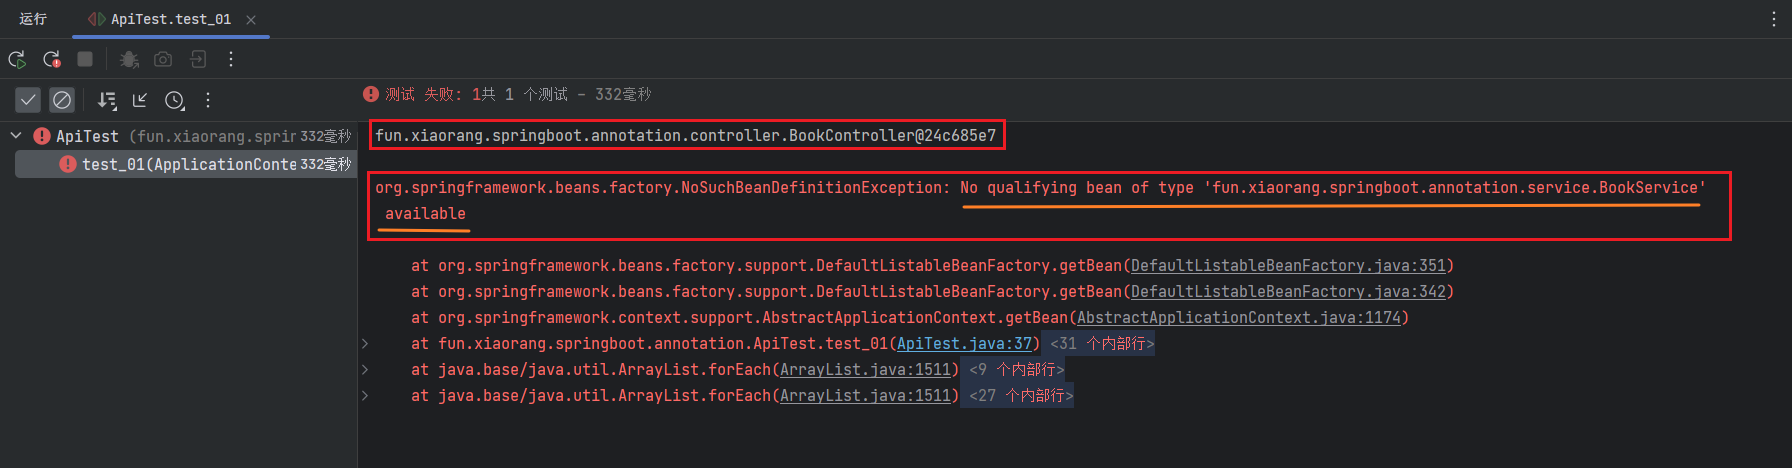 运行
ApiTest.test_01
测试 失败: 1共 1 个测试 – 332毫秒
ApiTest (fun.xiaorang.sprin 332毫秒
test_01(ApplicationConte 332毫秒
fun.xiaorang.springboot.annotation.controller.BookController@24c685e7
org.springframework.beans.factory.NoSuchBeanDefinitionException: No qualifying bean of type 'fun.xiaorang.springboot.annotation.service.BookService'
available
at org.springframework.beans.factory.support.DefaultListableBeanFactory.getBean(DefaultListableBeanFactory.java:351)
at org.springframework.beans.factory.support.DefaultListableBeanFactory.getBean(DefaultListableBeanFactory.java:342)
at org.springframework.context.support.AbstractApplicationContext.getBean(AbstractApplicationContext.java:1174)
at fun.xiaorang.springboot.annotation.ApiTest.test_01(ApiTest.java:37) <31 个内部行>
at java.base/java.util.ArrayList.forEach(ArrayList.java:1511) <9 个内部行>
at java.base/java.util.ArrayList.forEach(ArrayList.java:1511) <27 个内部行>